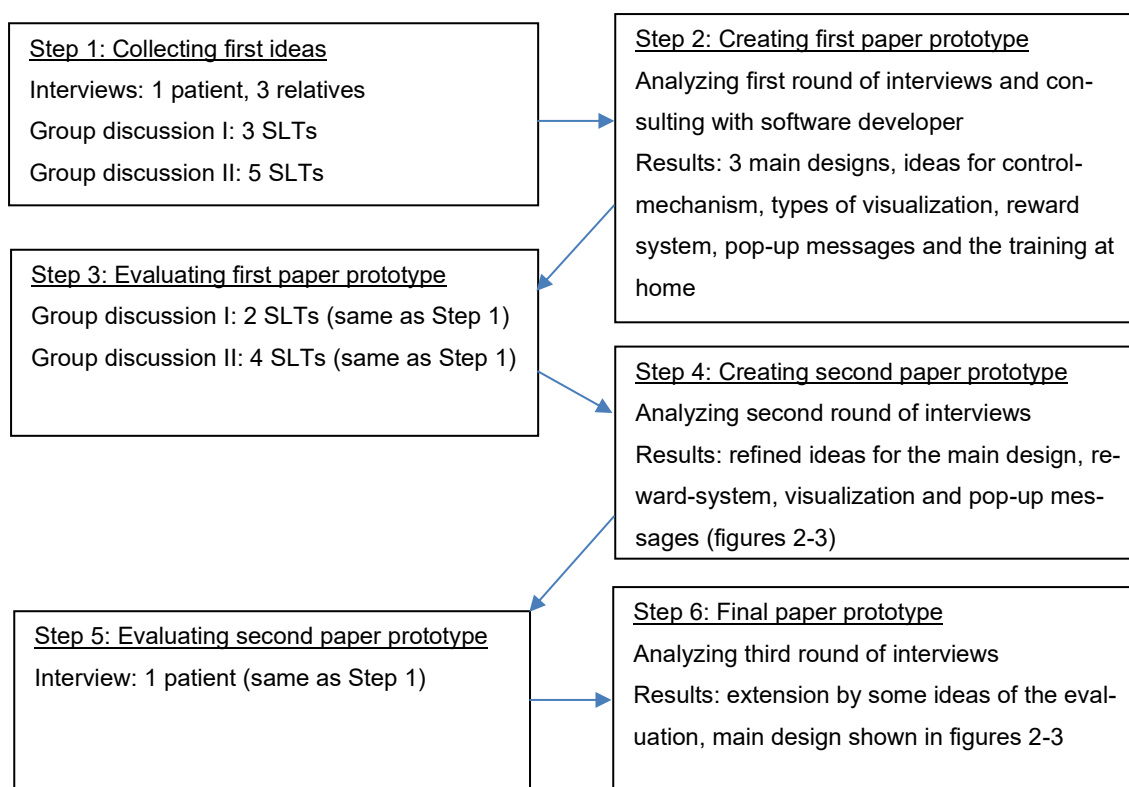 Step 1: Collecting first ideas
Interviews: 1 patient, 3 relatives
Group discussion I: 3 SLTs
Group discussion II: 5 SLTs
Step 2: Creating first paper prototype
Analyzing first round of interviews and con-
sulting with software developer
Results: 3 main designs, ideas for control-
mechanism, types of visualization, reward
system, pop-up messages and the training at
home
Step 3: Evaluating first paper prototype
Group discussion I: 2 SLTs (same as Step 1)
Group discussion II: 4 SLTs (same as Step 1)
Step 4: Creating second paper prototype
Analyzing second round of interviews
Results: refined ideas for the main design, re-
ward-system, visualization and pop-up mes-
sages (figures 2-3)
Step 5: Evaluating second paper prototype
Interview: 1 patient (same as Step 1)
Step 6: Final paper prototype
Analyzing third round of interviews
Results: extension by some ideas of the eval-
uation, main design shown in figures 2-3